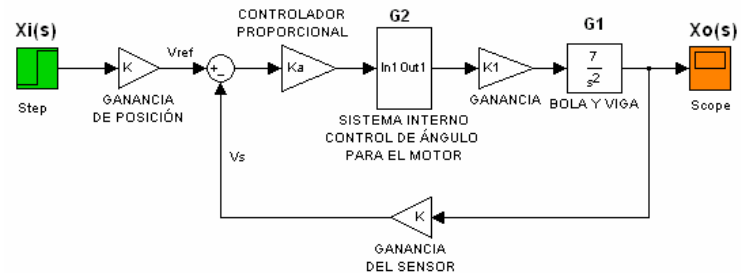 Xi(s)
Step
K
GANANCIA
DE POSICIÓN
Vref
+
−
CONTROLADOR
PROPORCIONAL
Ka
G2
In1 Out1
SISTEMA INTERNO
CONTROL DE ÁNGULO
PARA EL MOTOR
K1
GANANCIA
G1
7
s²
BOLA Y VIGA
Xo(s)
Scope
Vs
K
GANANCIA
DEL SENSOR